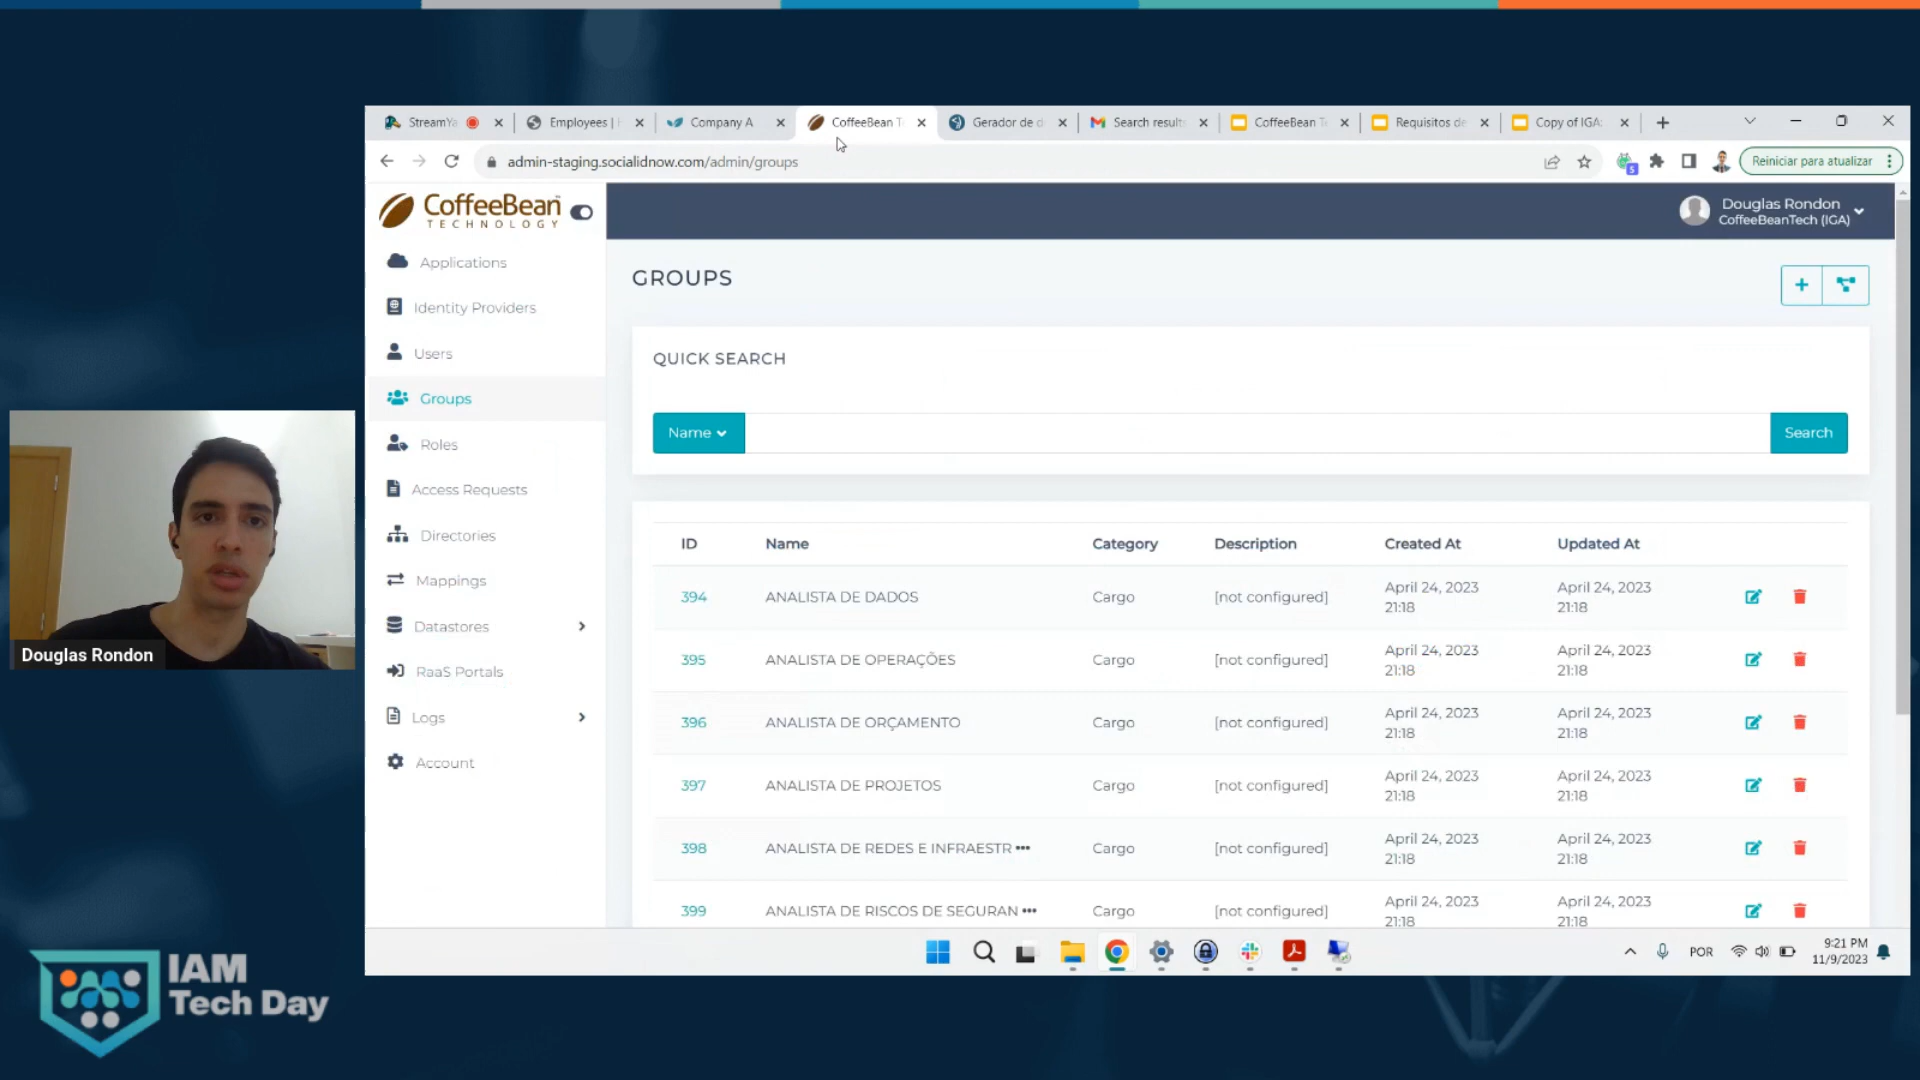 StreamYa
Employees |
Company A
CoffeeBean T
Gerador de d
Search result
CoffeeBean Te
Requisitos de
Copy of IGA:
admin-staging.socialidnow.com/admin/groups
5
Reiniciar para atualizar
CoffeeBean
TECHNOLOGY
Douglas Rondon
CoffeeBeanTech (IGA)
Applications
Identity Providers
Users
Groups
Roles
Access Requests
Directories
Mappings
Datastores
RaaS Portals
Logs
Account
GROUPS
+
QUICK SEARCH
Name
Search
ID Name Category Description Created At Updated At
394 ANALISTA DE DADOS Cargo [not configured] April 24, 2023 21:18 April 24, 2023 21:18
395 ANALISTA DE OPERAÇÕES Cargo [not configured] April 24, 2023 21:18 April 24, 2023 21:18
396 ANALISTA DE ORÇAMENTO Cargo [not configured] April 24, 2023 21:18 April 24, 2023 21:18
397 ANALISTA DE PROJETOS Cargo [not configured] April 24, 2023 21:18 April 24, 2023 21:18
398 ANALISTA DE REDES E INFRAESTR ••• Cargo [not configured] April 24, 2023 21:18 April 24, 2023 21:18
399 ANALISTA DE RISCOS DE SEGURAN ••• Cargo [not configured] April 24, 2023 21:18 April 24, 2023 21:18
Douglas Rondon
IAM
Tech Day
POR
9:21 PM
11/9/2023